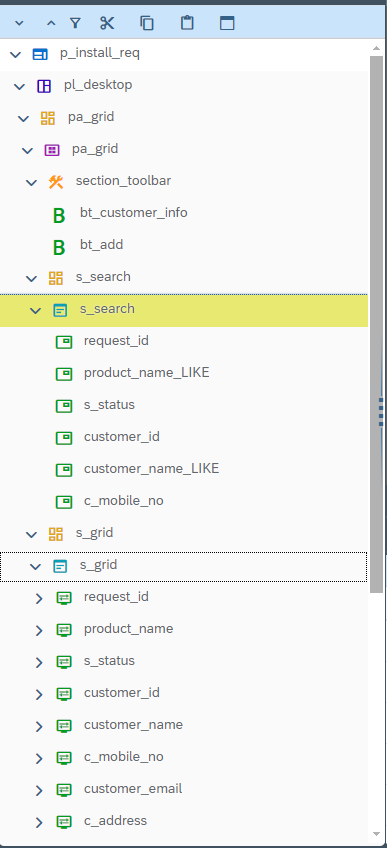 p_install_req
pl_desktop
pa_grid
pa_grid
section_toolbar
B bt_customer_info
B bt_add
s_search
s_search
request_id
product_name_LIKE
s_status
customer_id
customer_name_LIKE
c_mobile_no
s_grid
s_grid
request_id
product_name
s_status
customer_id
customer_name
c_mobile_no
customer_email
c_address